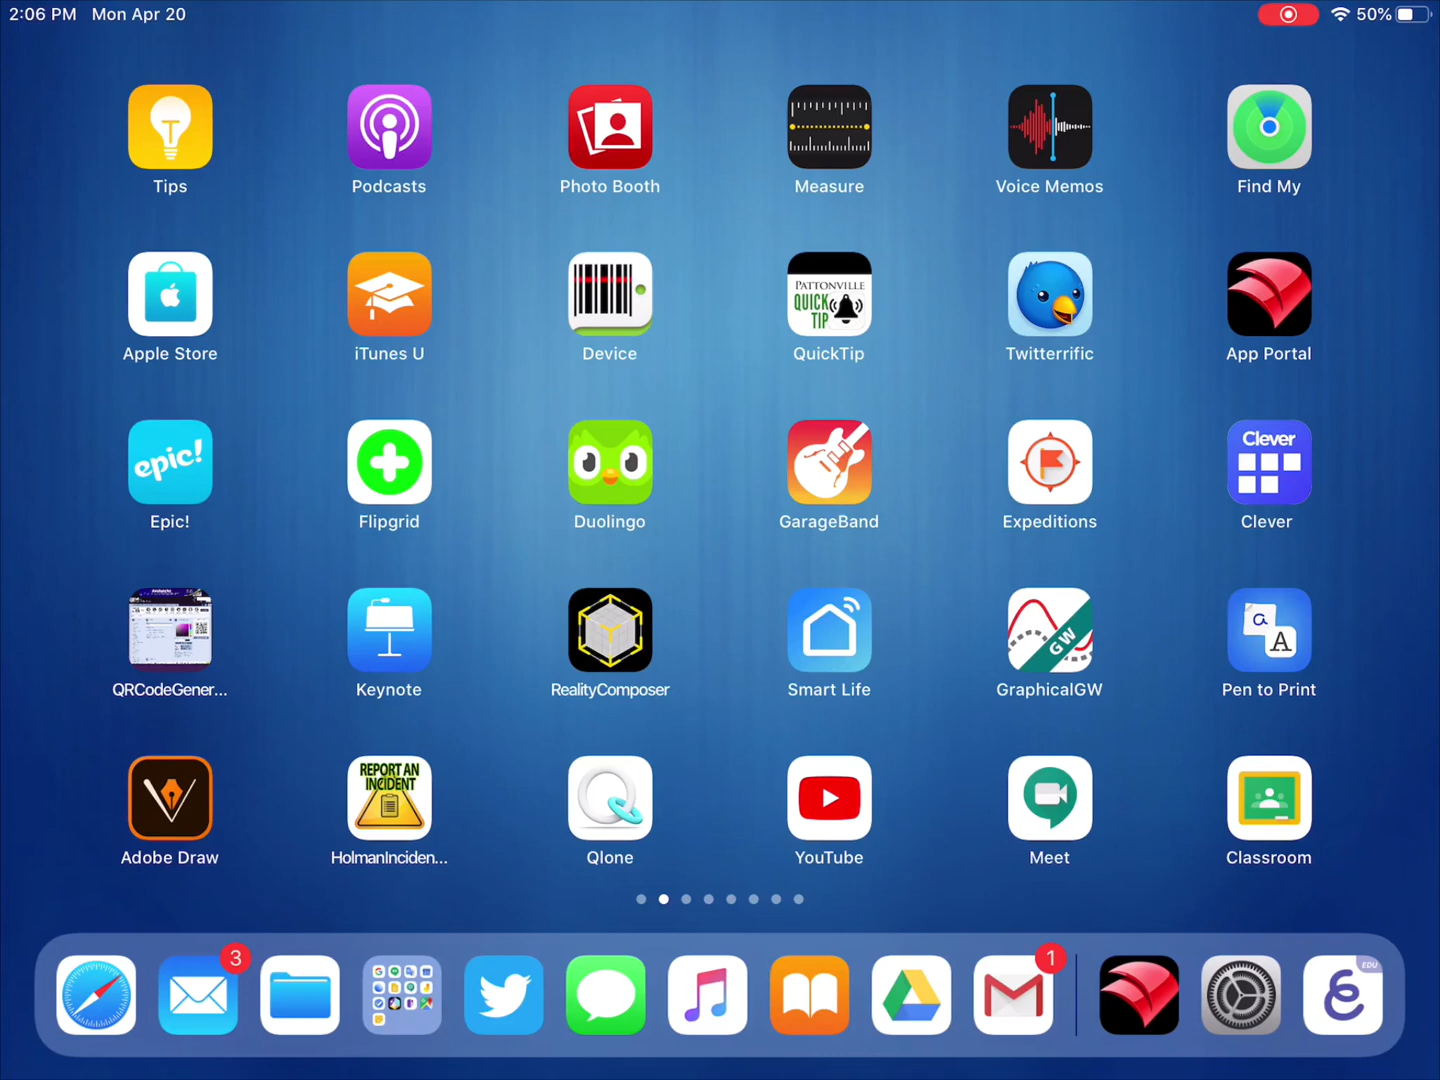 2:06 PM Mon Apr 20 50%
Tips Podcasts Photo Booth Measure Voice Memos Find My
PATTONVILLE
QUICK
TIP
Apple Store iTunes U Device QuickTip Twitterrific App Portal
epic! Clever
Epic! Flipgrid Duolingo GarageBand Expeditions Clever
GW a A
QRCodeGener... Keynote RealityComposer Smart Life GraphicalGW Pen to Print
REPORT AN
INCIDENT
Adobe Draw HolmanInciden... Qlone YouTube Meet Classroom
3 1 EDU